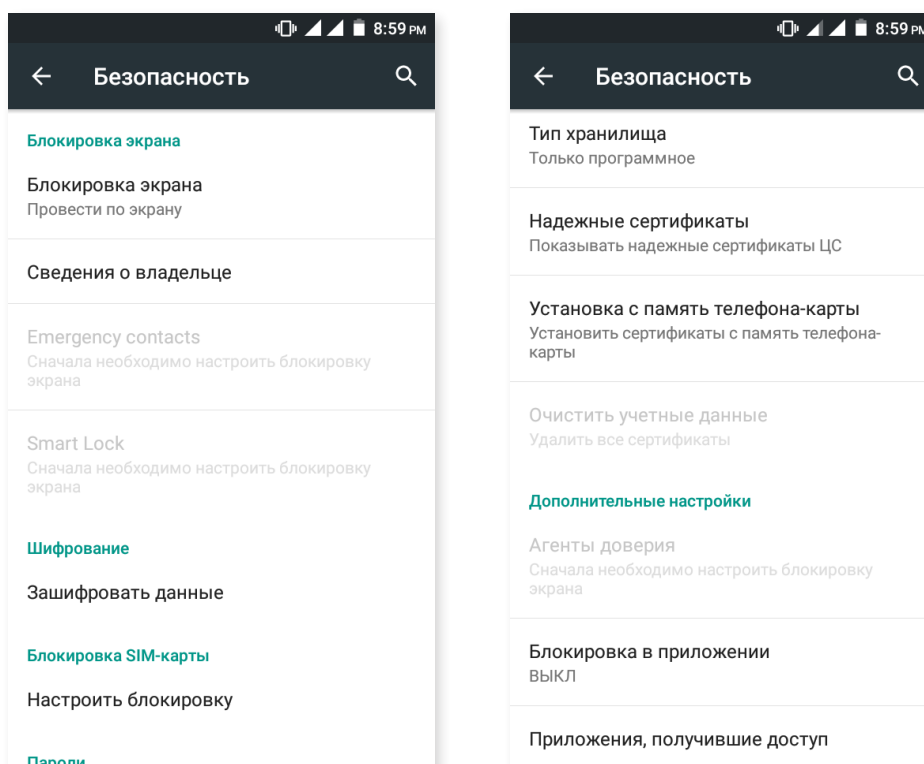 8:59 PM
Безопасность
Блокировка экрана
Блокировка экрана
Провести по экрану
Сведения о владельце
Emergency contacts
Сначала необходимо настроить блокировку
экрана
Smart Lock
Сначала необходимо настроить блокировку
экрана
Шифрование
Зашифровать данные
Блокировка SIM-карты
Настроить блокировку
Пароли
8:59 PM
Безопасность
Тип хранилища
Только программное
Надежные сертификаты
Показывать надежные сертификаты ЦС
Установка с память телефона-карты
Установить сертификаты с память телефона-
карты
Очистить учетные данные
Удалить все сертификаты
Дополнительные настройки
Агенты доверия
Сначала необходимо настроить блокировку
экрана
Блокировка в приложении
ВЫКЛ
Приложения, получившие доступ